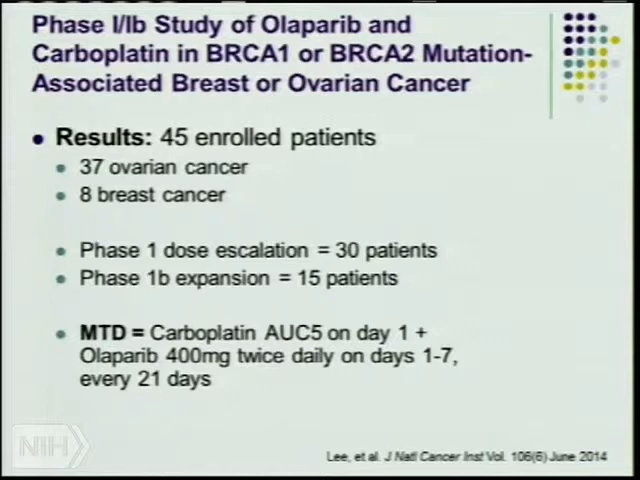 Phase I/Ib Study of Olaparib and
Carboplatin in BRCA1 or BRCA2 Mutation-
Associated Breast or Ovarian Cancer
Results: 45 enrolled patients
37 ovarian cancer
8 breast cancer
Phase 1 dose escalation = 30 patients
Phase 1b expansion = 15 patients
MTD = Carboplatin AUC5 on day 1 +
Olaparib 400mg twice daily on days 1-7,
every 21 days
NIH
Lee, et al. J Natl Cancer Inst Vol. 106(6) June 2014